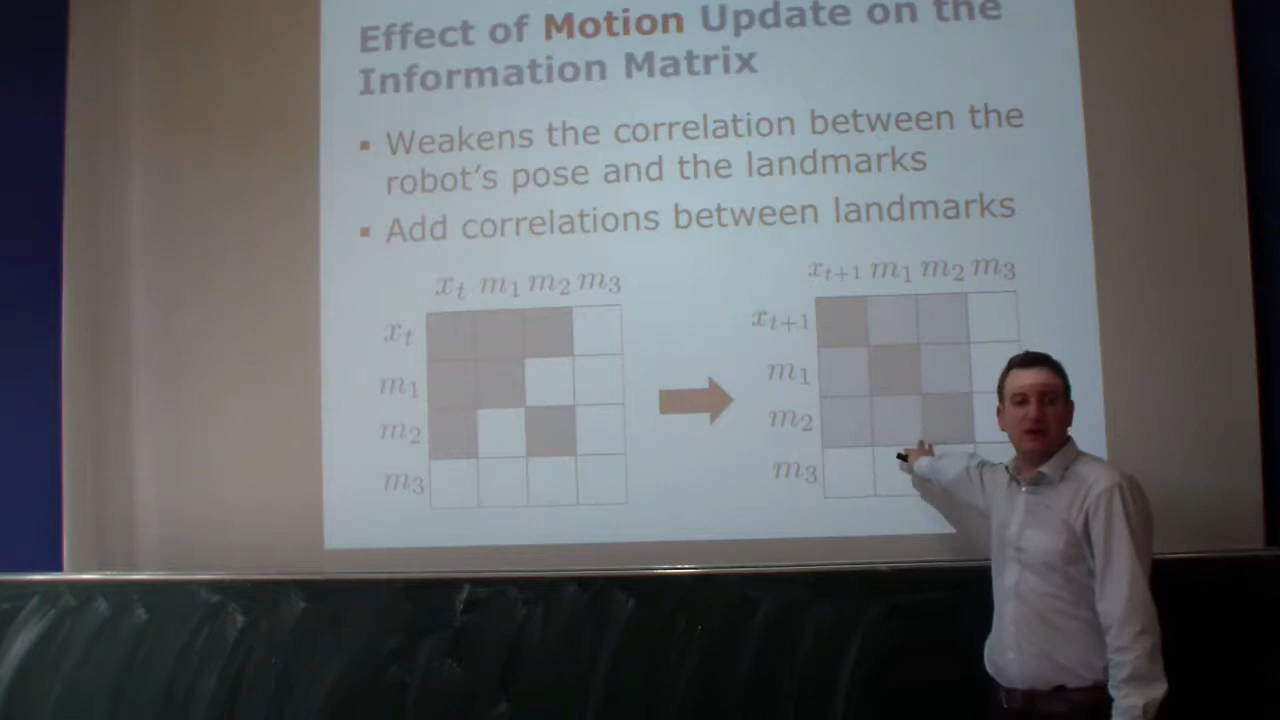 Effect of Motion Update on the
Information Matrix
▪ Weakens the correlation between the
robot's pose and the landmarks
▪ Add correlations between landmarks
x_t m_1 m_2 m_3
x_t
m_1
m_2
m_3
x_{t+1} m_1 m_2 m_3
x_{t+1}
m_1
m_2
m_3